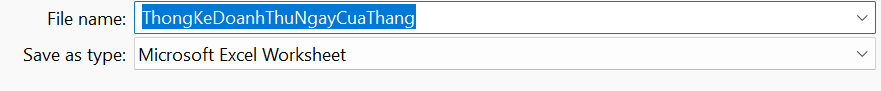 File name: ThongKeDoanhThuNgayCuaThang
Save as type: Microsoft Excel Worksheet